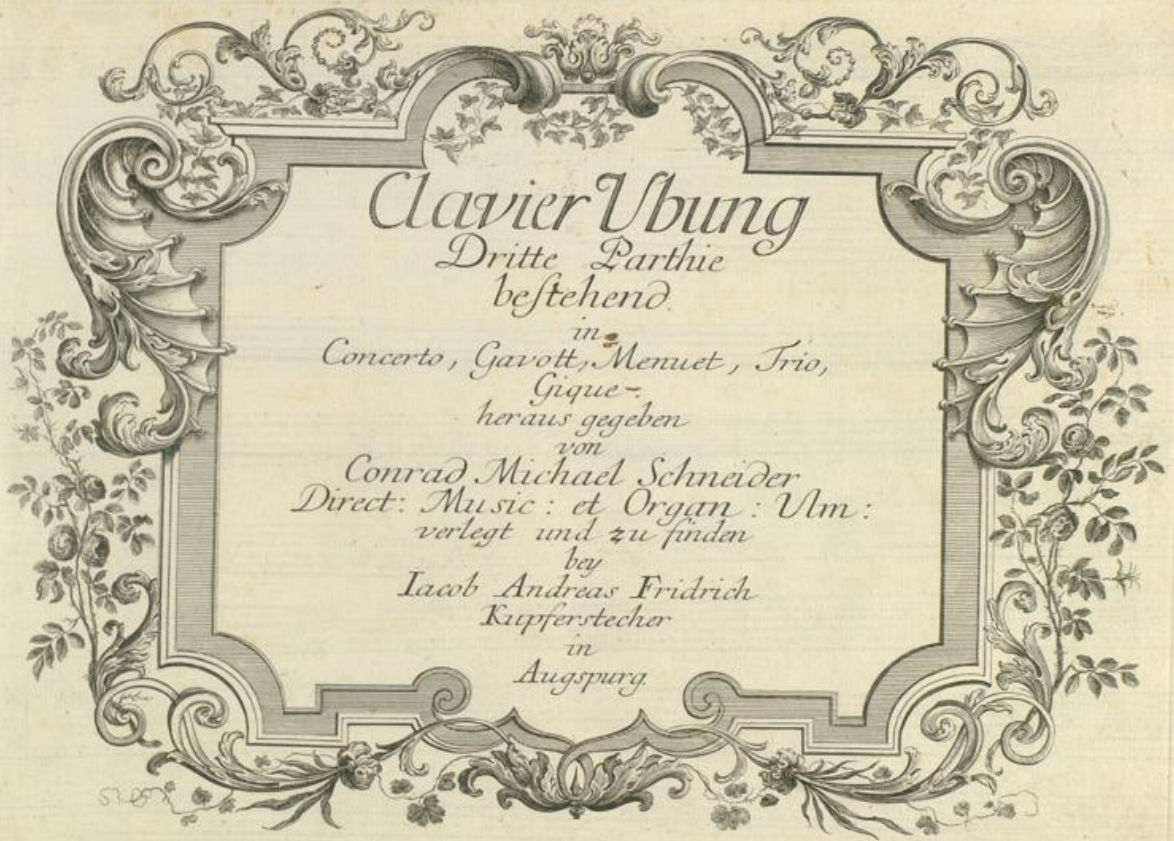 Clavier Ubung
Dritte Parthie
beſtehend.
in
Concerto, Gavott, Menuet, Trio,
Gique-.
heraus gegeben
von
Conrad Michael Schneider
Direct: Music: et Organ: Ulm:
verlegt und zu finden
bey
Iacob Andreas Fridrich
Kupferstecher
in
Augspurg.